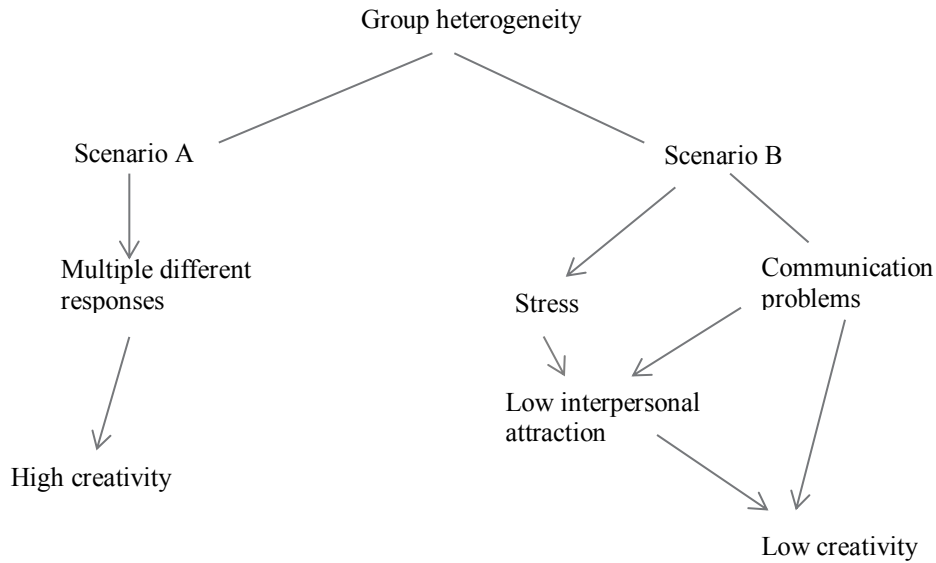 Group heterogeneity
Scenario A
Scenario B
Multiple different
responses
Communication
problems
Stress
Low interpersonal
attraction
High creativity
Low creativity